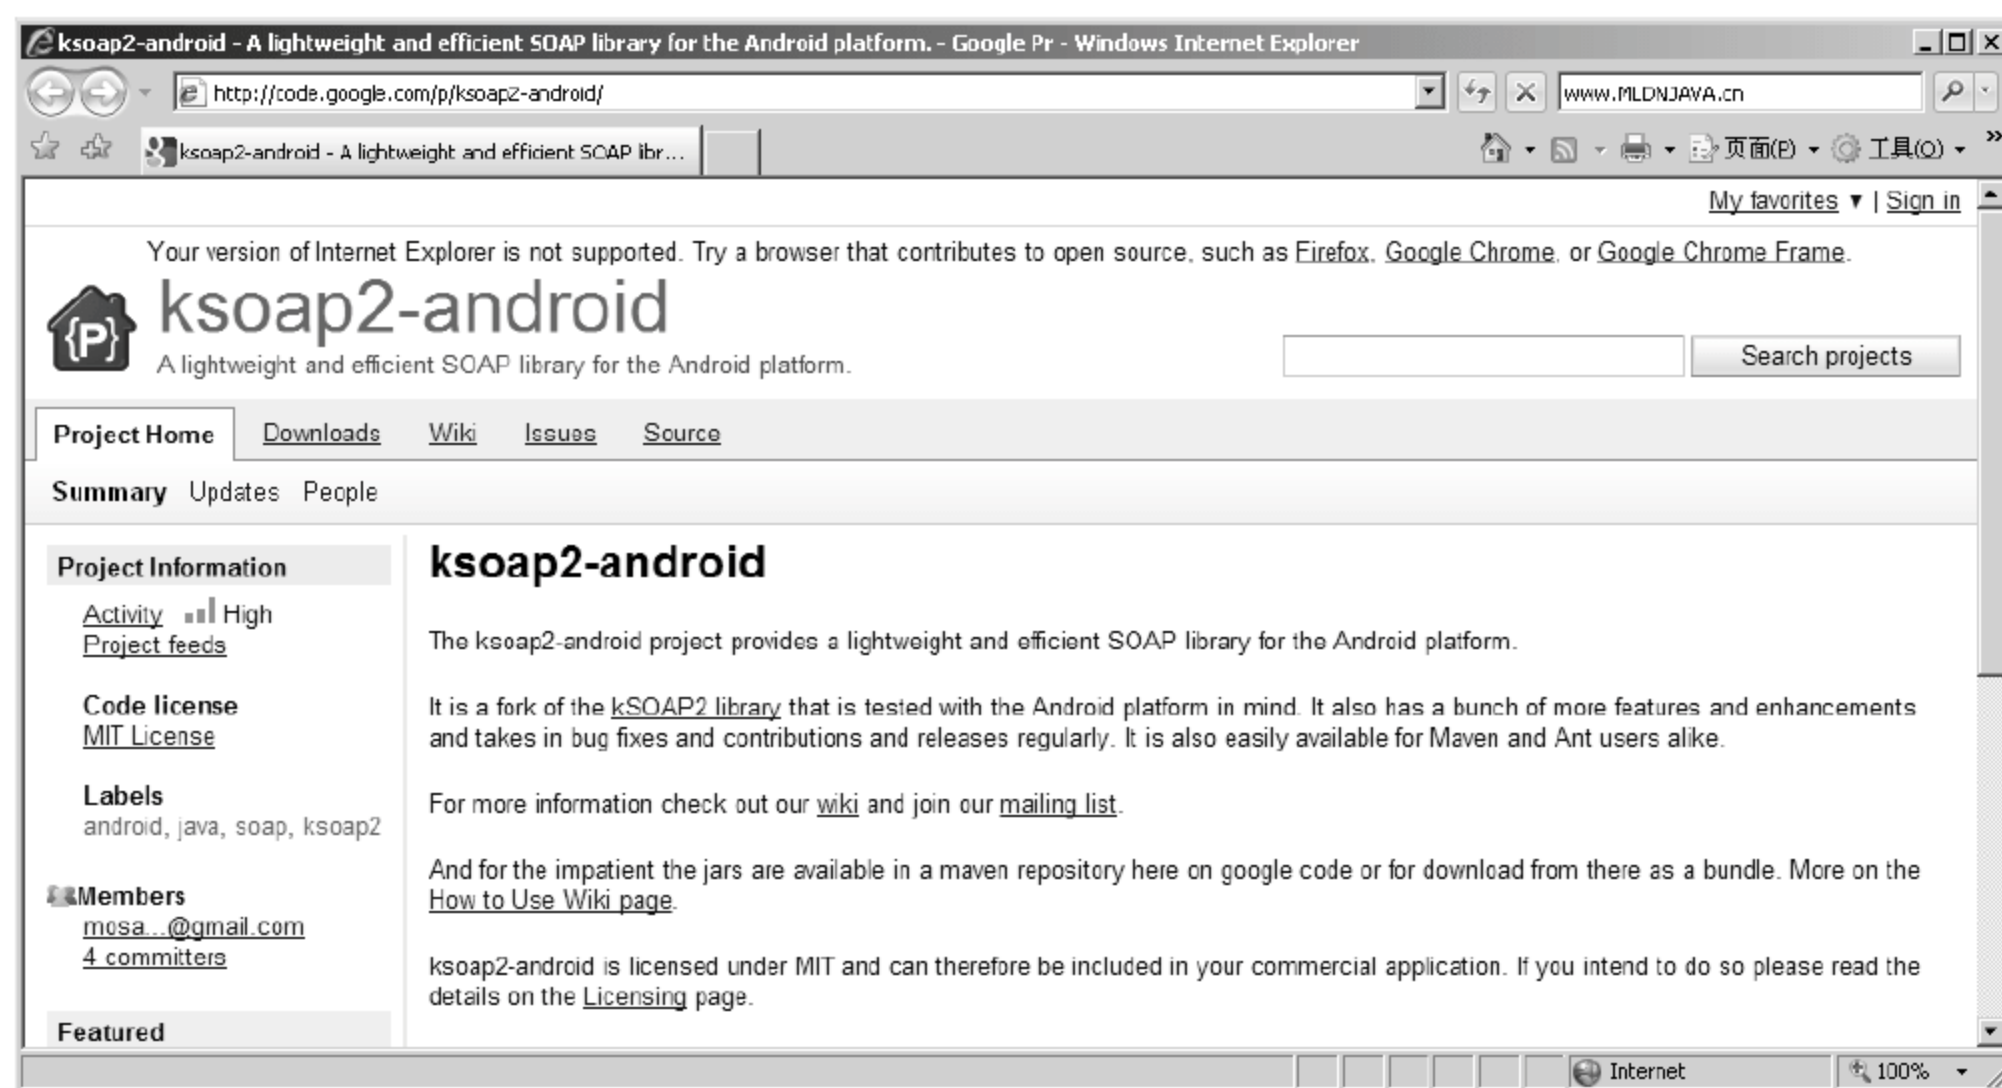 ksoap2-android - A lightweight and efficient SOAP library for the Android platform. - Google Pr - Windows Internet Explorer
http://code.google.com/p/ksoap2-android/
www.MLDNJAVA.cn
ksoap2-android - A lightweight and efficient SOAP libr...
页面(P)
工具(O)
My favorites ▼ | Sign in
Your version of Internet Explorer is not supported. Try a browser that contributes to open source, such as Firefox, Google Chrome, or Google Chrome Frame.
{P}
ksoap2-android
A lightweight and efficient SOAP library for the Android platform.
Search projects
Project Home Downloads Wiki Issues Source
Summary Updates People
Project Information
Activity High
Project feeds
Code license
MIT License
Labels
android, java, soap, ksoap2
Members
mosa...@gmail.com
4 committers
Featured
ksoap2-android
The ksoap2-android project provides a lightweight and efficient SOAP library for the Android platform.
It is a fork of the kSOAP2 library that is tested with the Android platform in mind. It also has a bunch of more features and enhancements
and takes in bug fixes and contributions and releases regularly. It is also easily available for Maven and Ant users alike.
For more information check out our wiki and join our mailing list.
And for the impatient the jars are available in a maven repository here on google code or for download from there as a bundle. More on the
How to Use Wiki page.
ksoap2-android is licensed under MIT and can therefore be included in your commercial application. If you intend to do so please read the
details on the Licensing page.
Internet
100%